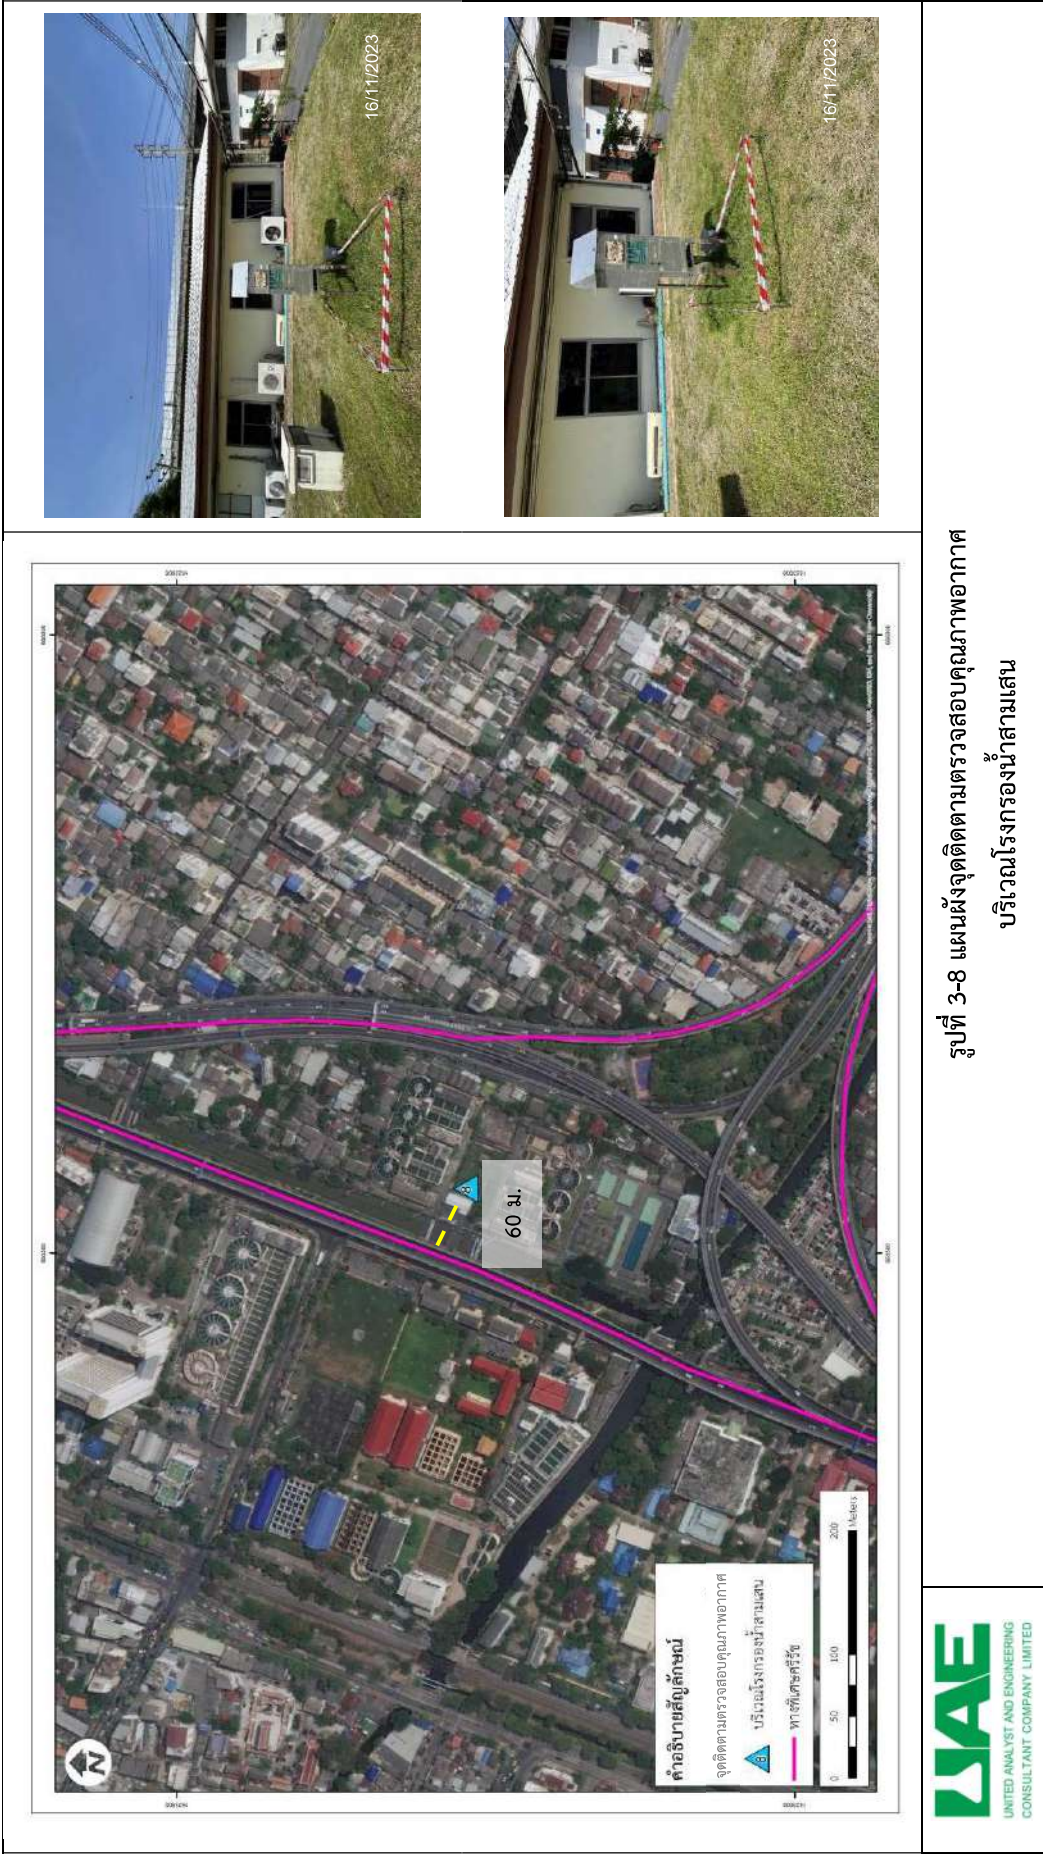 16/11/2023
16/11/2023
60 ม.
8
N
คำอธิบายสัญลักษณ์
จุดติดตามตรวจสอบคุณภาพอากาศ
8 บริเวณโรงกรองน้ำสามเสน
ทางพิเศษศรีรัช
0 50 100 200
Meters
รูปที่ 3-8 แผนผังจุดติดตามตรวจสอบคุณภาพอากาศ
บริเวณโรงกรองน้ำสามเสน
UAE
UNITED ANALYST AND ENGINEERING
CONSULTANT COMPANY LIMITED